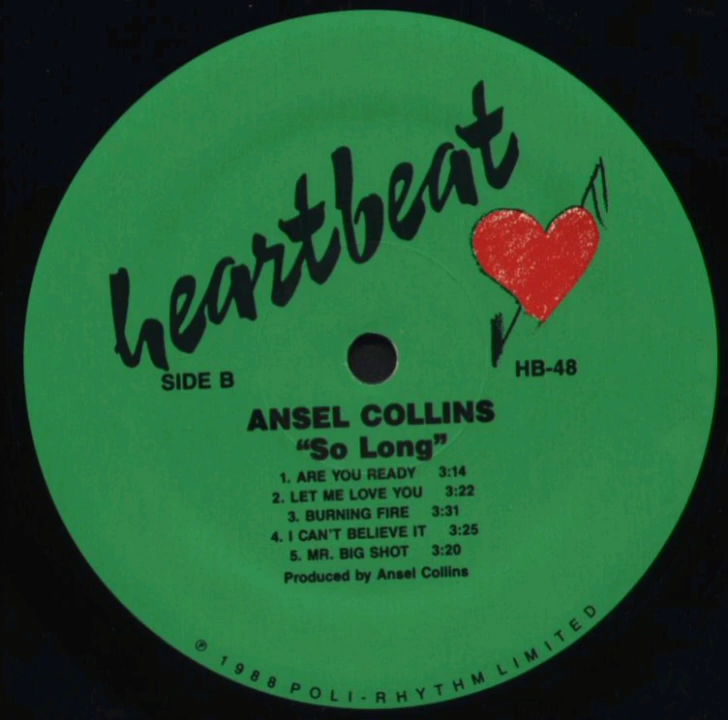 heartbeat
SIDE B
HB-48
ANSEL COLLINS
“So Long”
1. ARE YOU READY 3:14
2. LET ME LOVE YOU 3:22
3. BURNING FIRE 3:31
4. I CAN'T BELIEVE IT 3:25
5. MR. BIG SHOT 3:20
Produced by Ansel Collins
℗ 1988 POLI-RHYTHM LIMITED